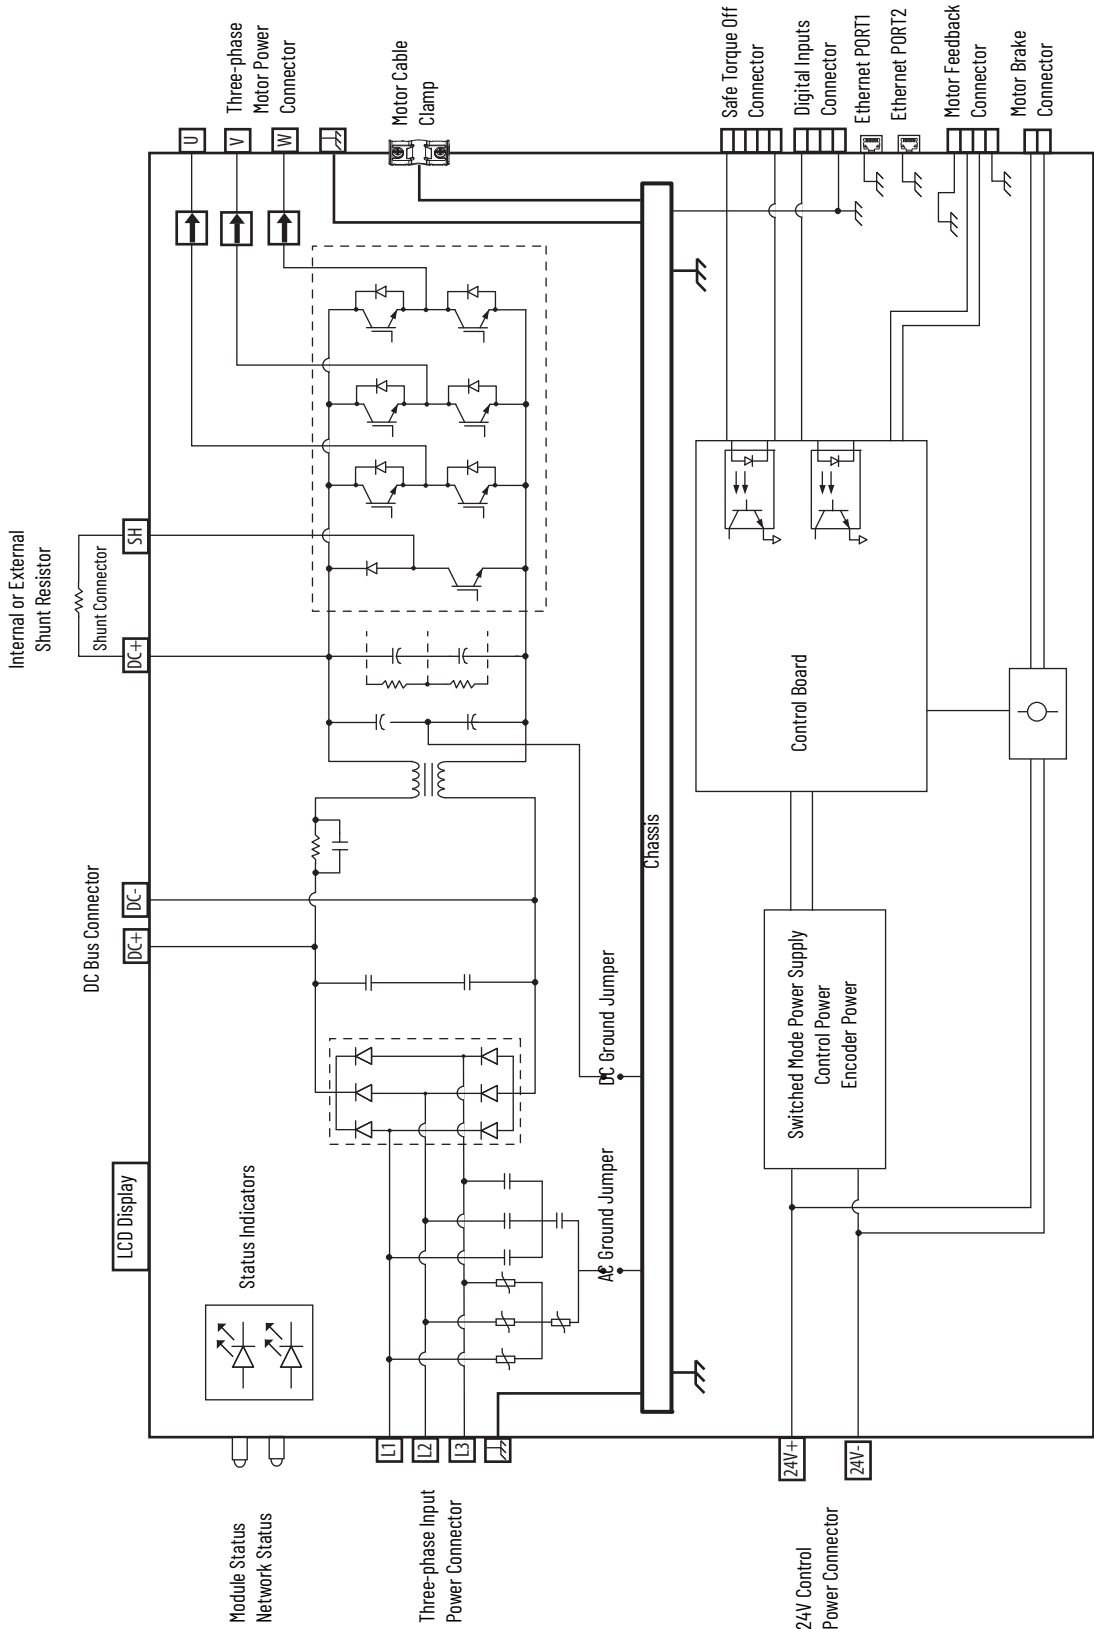 Module Status
Network Status
Three-phase Input
Power Connector
24V Control
Power Connector
L1
L2
L3
24V+
24V-
LCD Display
Status Indicators
AC Ground Jumper
DC Ground Jumper
Switched Mode Power Supply
Control Power
Encoder Power
DC Bus Connector
DC+
DC-
Chassis
Control Board
Internal or External
Shunt Resistor
Shunt Connector
DC+
SH
U
V
W
Three-phase
Motor Power
Connector
Motor Cable
Clamp
Safe Torque Off
Connector
Digital Inputs
Connector
Ethernet PORT1
Ethernet PORT2
Motor Feedback
Connector
Motor Brake
Connector